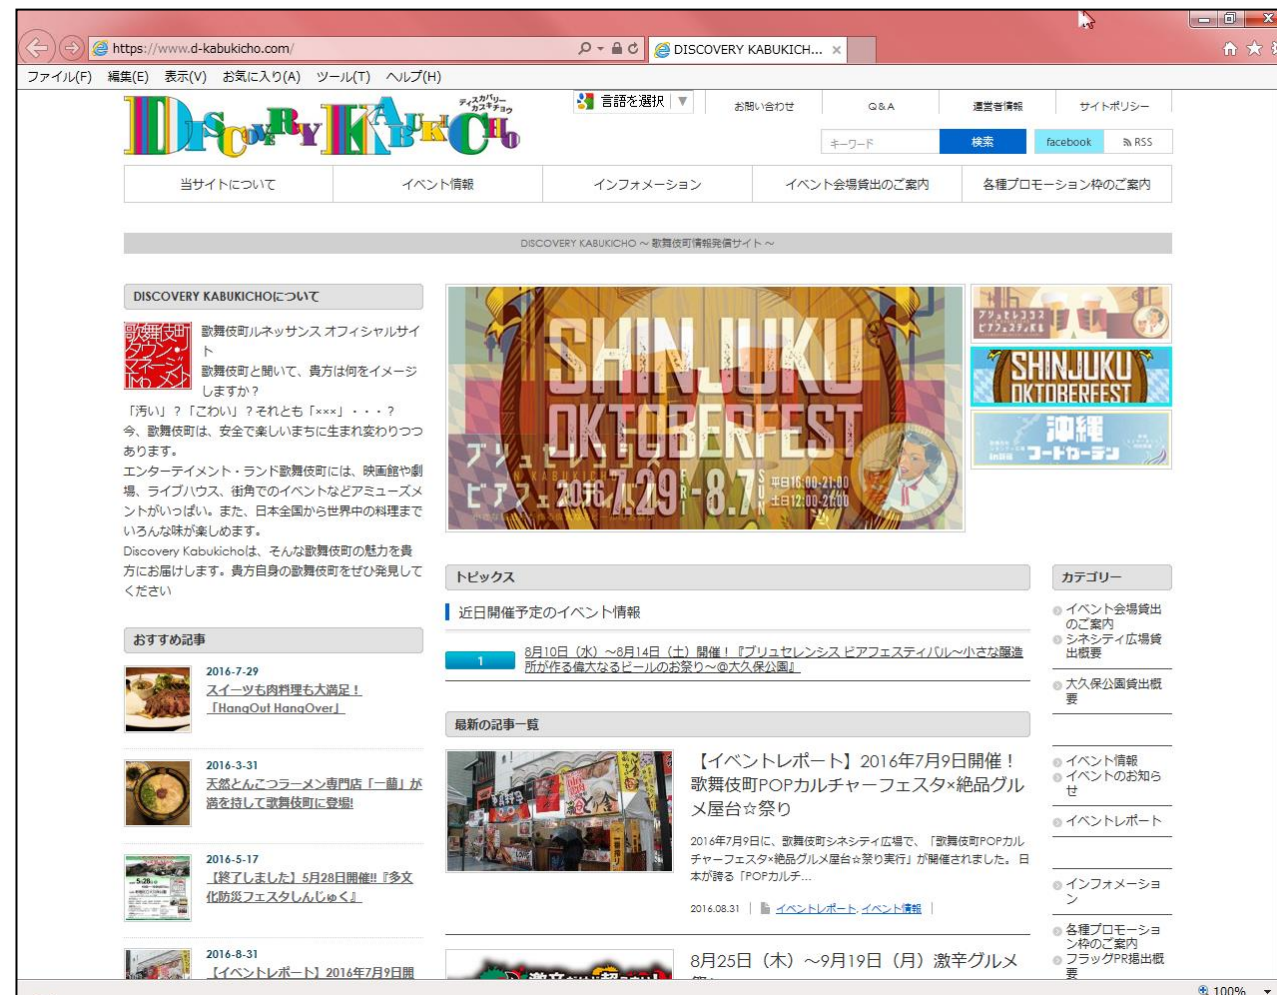 https://www.d-kabukicho.com/
DISCOVERY KABUKICH...
ファイル(F) 編集(E) 表示(V) お気に入り(A) ツール(T) ヘルプ(H)
DISCOVERY KABUKICHO
ディスカバリー
カブキチョウ
言語を選択
お問い合わせ
Q&A
運営者情報
サイトポリシー
キーワード
検索
facebook
RSS
当サイトについて
イベント情報
インフォメーション
イベント会場貸出のご案内
各種プロモーション枠のご案内
DISCOVERY KABUKICHO ～ 歌舞伎町情報発信サイト ～
DISCOVERY KABUKICHOについて
歌舞伎町
タウン・
マネージ
メント
TMO
歌舞伎町ルネッサンス オフィシャルサイ
ト
歌舞伎町と聞いて、貴方は何をイメージ
しますか？
「汚い」？「こわい」？それとも「×××」・・・？
今、歌舞伎町は、安全で楽しいまちに生まれ変わりつつ
あります。
エンターテイメント・ランド歌舞伎町には、映画館や劇
場、ライブハウス、街角でのイベントなどアミューズメ
ントがいっぱい。また、日本全国から世界中の料理まで
いろんな味が楽しめます。
Discovery Kabukichoは、そんな歌舞伎町の魅力を貴
方にお届けします。貴方自身の歌舞伎町をぜひ発見して
ください
おすすめ記事
2016-7-29
スイーツも肉料理も大満足！
「HangOut HangOver」
2016-3-31
天然とんこつラーメン専門店「一蘭」が
満を持して歌舞伎町に登場!
2016-5-17
【終了しました】5月28日開催!!『多文
化防災フェスタしんじゅく』
2016-8-31
【イベントレポート】2016年7月9日開
SHINJUKU
OKTOBERFEST
IN KABUKICHO
2016 7.29 FRI - 8.7 SUN
平日16:00-21:00
土日12:00-21:00
ブリュセレンシス
ビアフェスティバル
SHINJUKU
OKTOBERFEST
沖縄
フードガーデン
トピックス
近日開催予定のイベント情報
1
8月10日（水）～8月14日（土）開催！『ブリュセレンシス ビアフェスティバル～小さな醸造
所が作る偉大なるビールのお祭り～@大久保公園』
最新の記事一覧
【イベントレポート】2016年7月9日開催！
歌舞伎町POPカルチャーフェスタ×絶品グル
メ屋台☆祭り
2016年7月9日に、歌舞伎町シネシティ広場で、「歌舞伎町POPカル
チャーフェスタ×絶品グルメ屋台☆祭り実行」が開催されました。 日
本が誇る「POPカルチ...
2016.08.31 イベントレポート, イベント情報
8月25日（木）～9月19日（月）激辛グルメ
カテゴリー
イベント会場貸出
のご案内
シネシティ広場貸
出概要
大久保公園貸出概
要
イベント情報
イベントのお知ら
せ
イベントレポート
インフォメーショ
ン
各種プロモーショ
ン枠のご案内
フラッグPR掲出概
要
100%